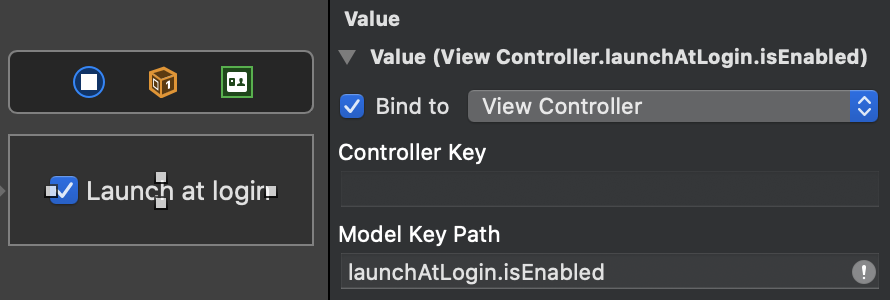 Value
Value (View Controller.launchAtLogin.isEnabled)
Bind to
View Controller
Controller Key
Model Key Path
launchAtLogin.isEnabled
1
Launch at login